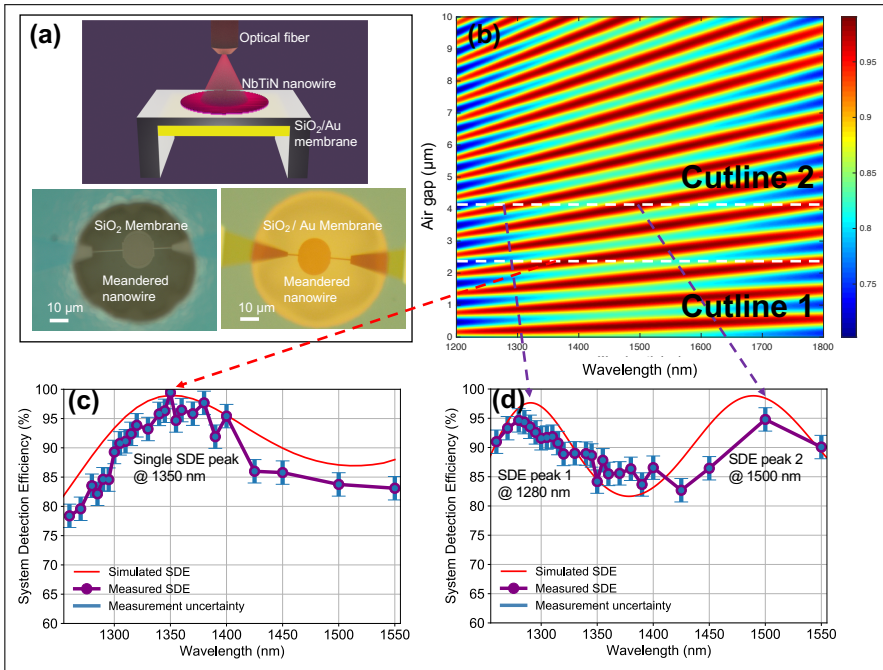 (a)
Optical fiber
NbTiN nanowire
SiO₂/Au
membrane
SiO₂ Membrane
Meandered
nanowire
10 µm
SiO₂ / Au Membrane
Meandered
nanowire
10 µm
(b)
10
9
8
7
6
5
4
3
2
1
0
Air gap (µm)
Cutline 2
Cutline 1
1200 1300 1400 1500 1600 1700 1800
Wavelength (nm)
0.95
0.9
0.85
0.8
0.75
(c)
100
95
90
85
80
75
70
65
60
System Detection Efficiency (%)
Single SDE peak
@ 1350 nm
Simulated SDE
Measured SDE
Measurement uncertainty
1300 1350 1400 1450 1500 1550
Wavelength (nm)
(d)
100
95
90
85
80
75
70
65
60
System Detection Efficiency (%)
SDE peak 1
@ 1280 nm
SDE peak 2
@ 1500 nm
Simulated SDE
Measured SDE
Measurement uncertainty
1300 1350 1400 1450 1500 1550
Wavelength (nm)